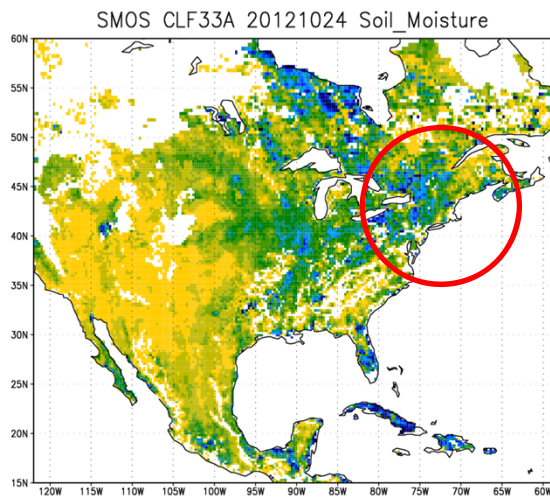 SMOS CLF33A 20121024 Soil_Moisture
60N
55N
50N
45N
40N
35N
30N
25N
20N
15N
120W 115W 110W 105W 100W 95W 90W 85W 80W 75W 70W 65W 60W